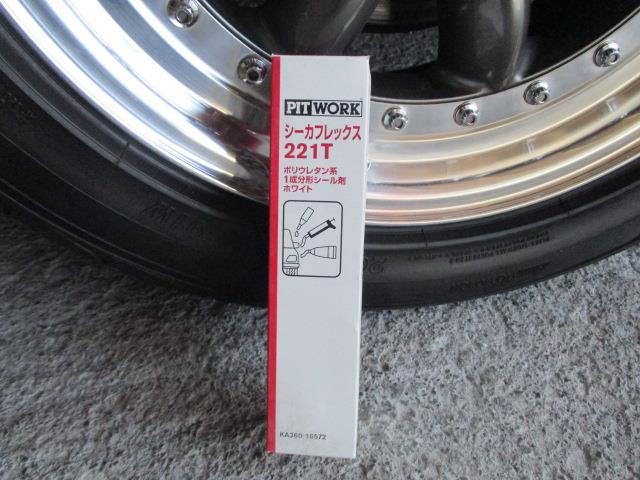 PITWORK
シーカフレックス
221T
ポリウレタン系
1成分形シール剤
ホワイト
KA360-16572